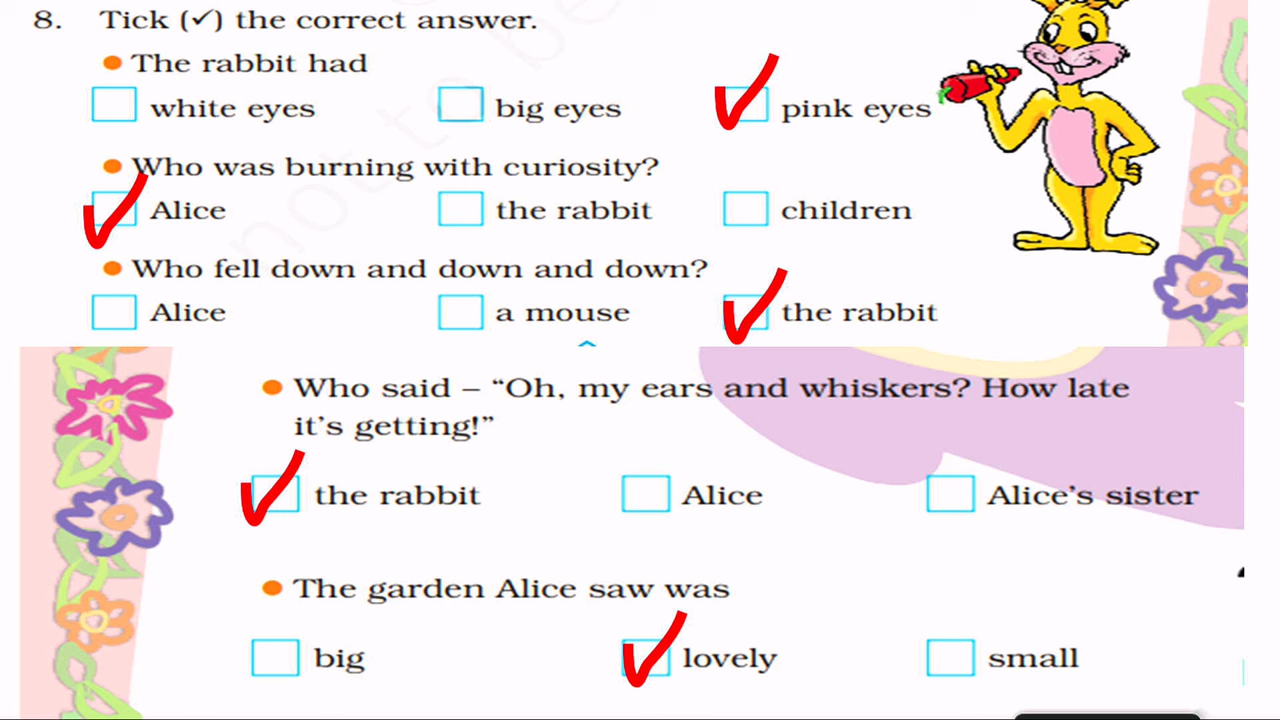 8. Tick (✓) the correct answer.
● The rabbit had
☐ white eyes ☐ big eyes ☑ pink eyes
● Who was burning with curiosity?
☑ Alice ☐ the rabbit ☐ children
● Who fell down and down and down?
☐ Alice ☐ a mouse ☑ the rabbit
● Who said – “Oh, my ears and whiskers? How late
it’s getting!”
☑ the rabbit ☐ Alice ☐ Alice’s sister
● The garden Alice saw was
☐ big ☑ lovely ☐ small
not to be